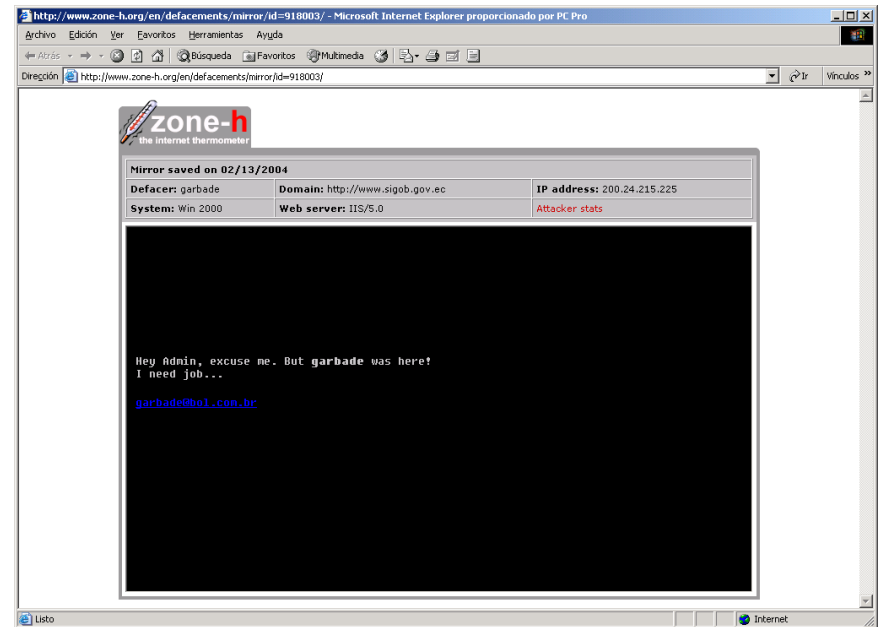 http://www.zone-h.org/en/defacements/mirror/id=918003/ - Microsoft Internet Explorer proporcionado por PC Pro
Archivo Edición Ver Favoritos Herramientas Ayuda
Atrás Búsqueda Favoritos Multimedia
Dirección http://www.zone-h.org/en/defacements/mirror/id=918003/ Ir Vínculos »
zone-h
the internet thermometer
Mirror saved on 02/13/2004
Defacer: garbade Domain: http://www.sigob.gov.ec IP address: 200.24.215.225
System: Win 2000 Web server: IIS/5.0 Attacker stats
Hey Admin, excuse me. But garbade was here!
I need job...
garbade@hel.com.br
Listo Internet